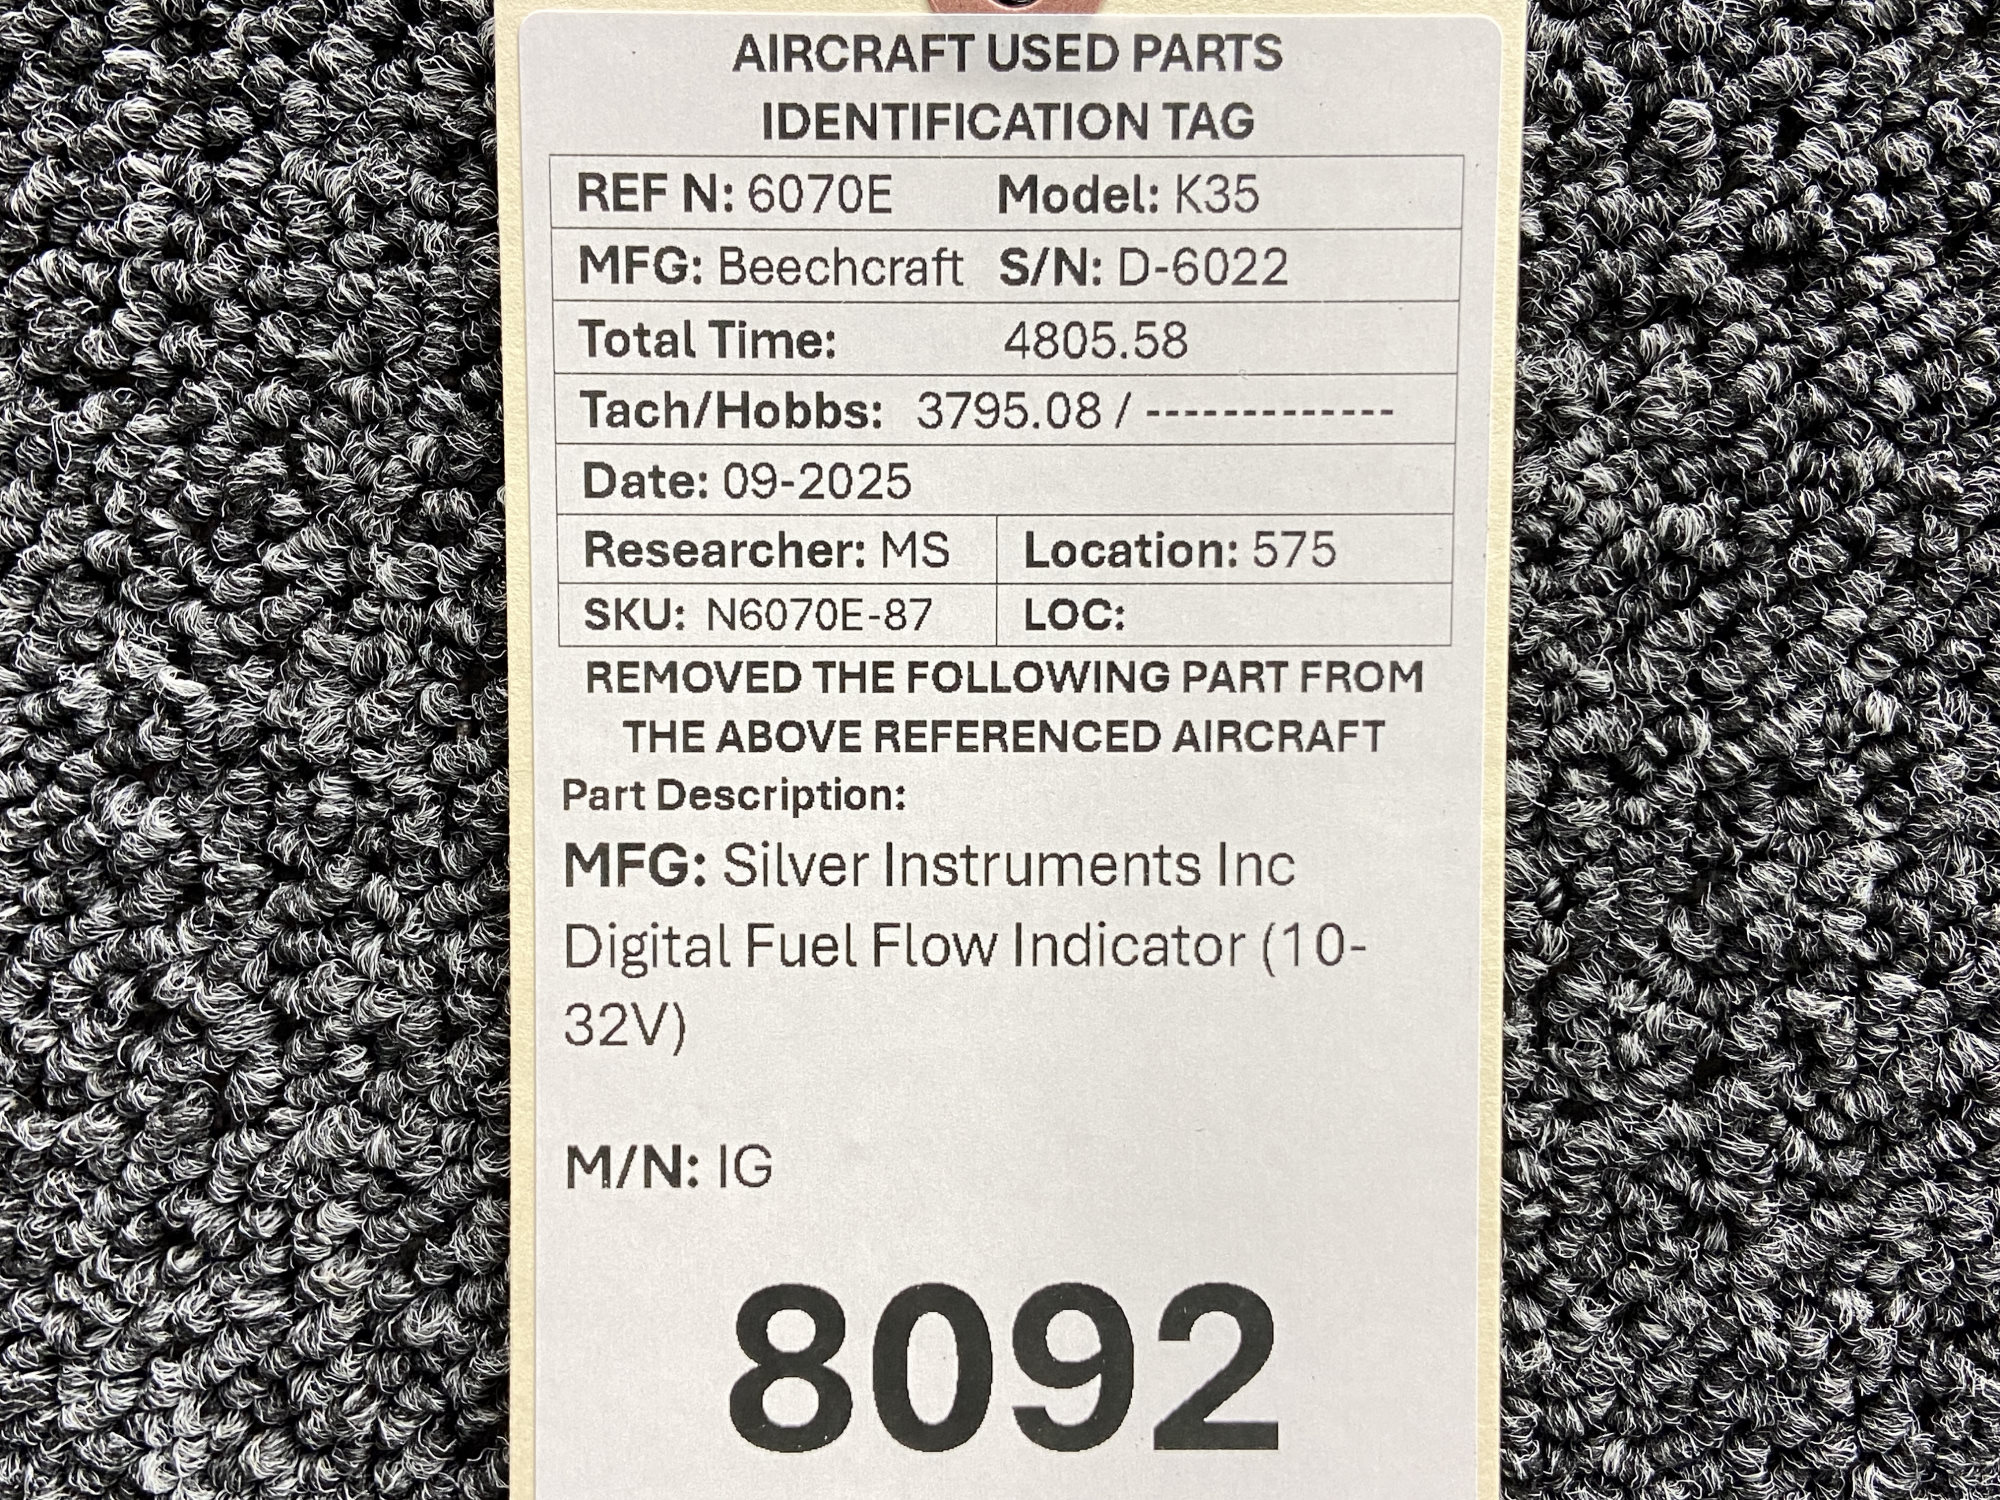 AIRCRAFT USED PARTS
IDENTIFICATION TAG
REF N: 6070E Model: K35
MFG: Beechcraft S/N: D-6022
Total Time: 4805.58
Tach/Hobbs: 3795.08 / -------------
Date: 09-2025
Researcher: MS Location: 575
SKU: N6070E-87 LOC:
REMOVED THE FOLLOWING PART FROM
THE ABOVE REFERENCED AIRCRAFT
Part Description:
MFG: Silver Instruments Inc
Digital Fuel Flow Indicator (10-
32V)
M/N: IG
8092